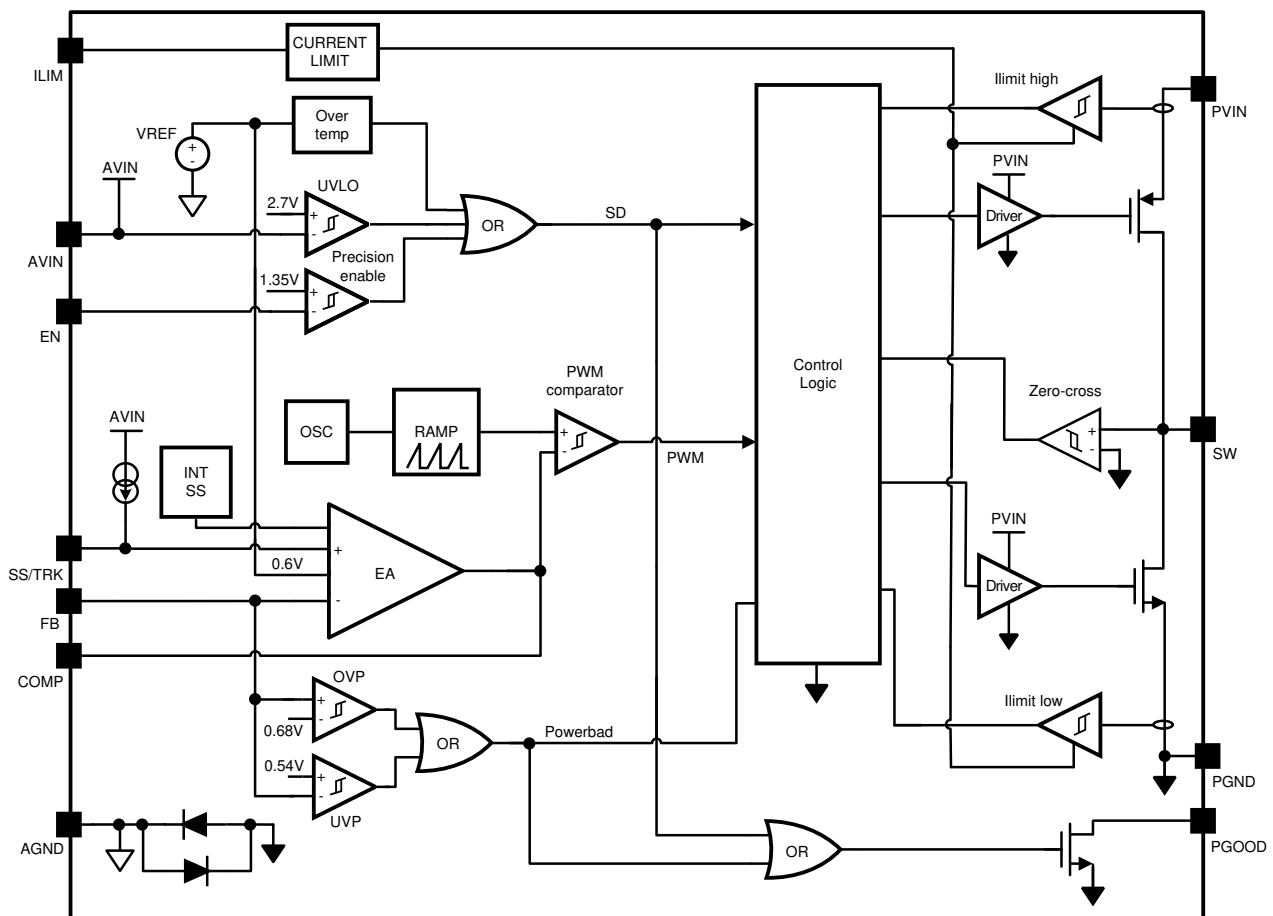 ILIM
CURRENT
LIMIT
Over
temp
VREF
+
-
AVIN
AVIN
UVLO
2.7V
+
-
OR
SD
Precision
enable
1.35V
+
-
EN
Ilimit high
PVIN
PVIN
Driver
Control
Logic
PWM
comparator
OSC
RAMP
+
-
PWM
Zero-cross
+
-
SW
AVIN
INT
SS
SS/TRK
+
0.6V
-
EA
FB
COMP
PVIN
Driver
OVP
+
-
0.68V
0.54V
+
-
UVP
OR
Powerbad
Ilimit low
PGND
AGND
OR
PGOOD